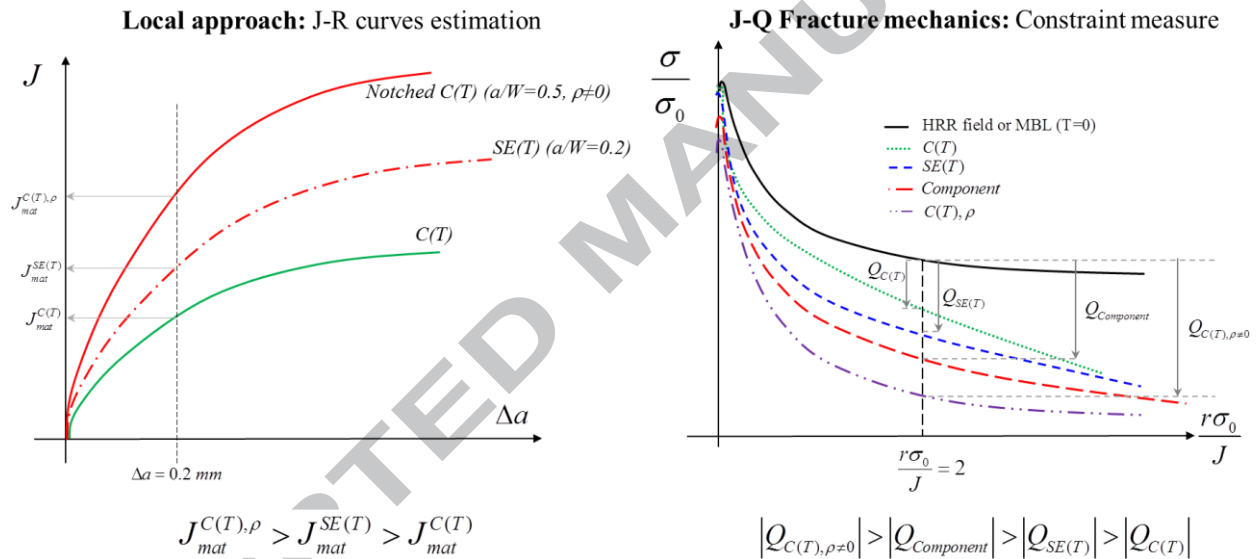 Local approach: J-R curves estimation
J
Notched C(T) (a/W=0.5, ρ≠0)
SE(T) (a/W=0.2)
C(T)
J_mat^C(T),ρ
J_mat^SE(T)
J_mat^C(T)
Δa
Δa = 0.2 mm
J_mat^C(T),ρ > J_mat^SE(T) > J_mat^C(T)
J-Q Fracture mechanics: Constraint measure
σ/σ₀
HRR field or MBL (T=0)
C(T)
SE(T)
Component
C(T), ρ
Q_C(T)
Q_SE(T)
Q_Component
Q_C(T),ρ≠0
rσ₀/J
rσ₀/J = 2
|Q_C(T),ρ≠0| > |Q_Component| > |Q_SE(T)| > |Q_C(T)|